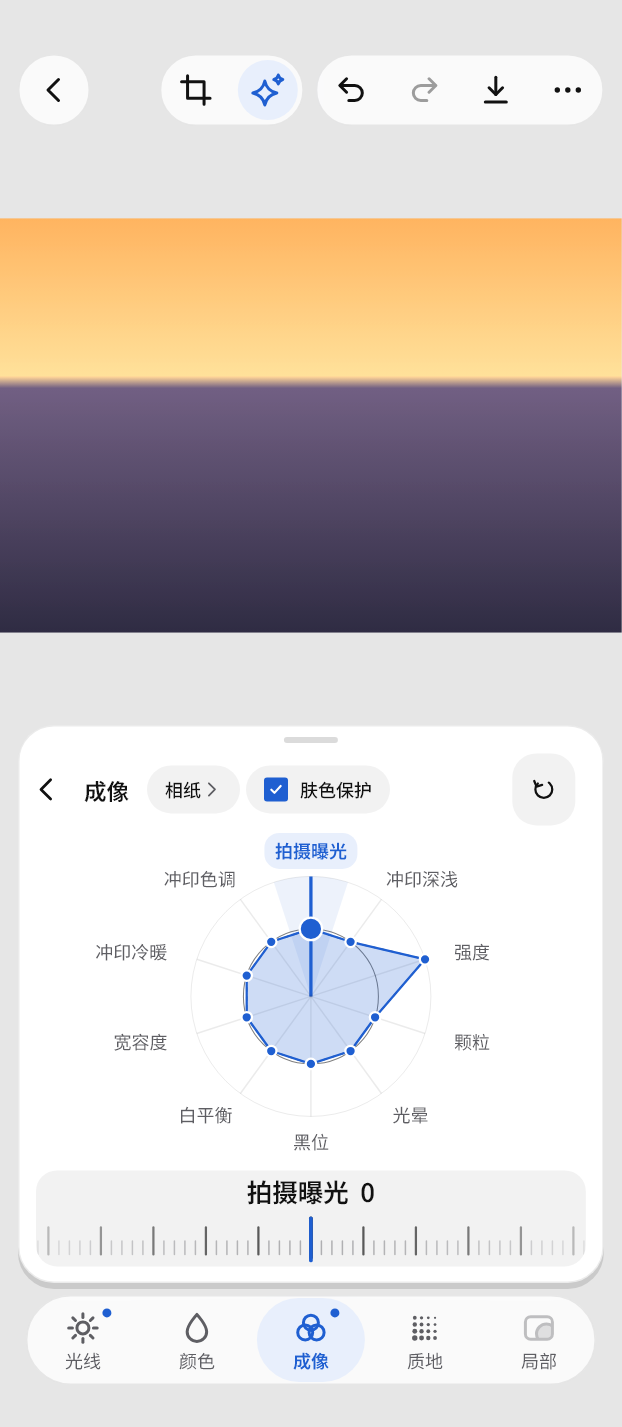 成像 相纸 肤色保护
拍摄曝光
冲印色调 冲印深浅
冲印冷暖 强度
宽容度 颗粒
白平衡 光晕
黑位
拍摄曝光 0
光线 颜色 成像 质地 局部